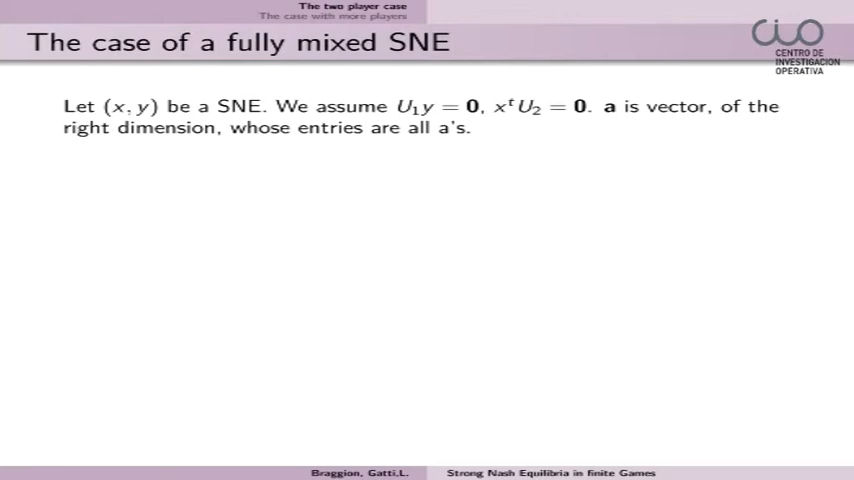 The two player case
The case with more players
The case of a fully mixed SNE
CIO
CENTRO DE
INVESTIGACION
OPERATIVA
Let (x, y) be a SNE. We assume U₁y = 0, xᵗU₂ = 0. a is vector, of the
right dimension, whose entries are all a's.
Braggion, Gatti,L.
Strong Nash Equilibria in finite Games